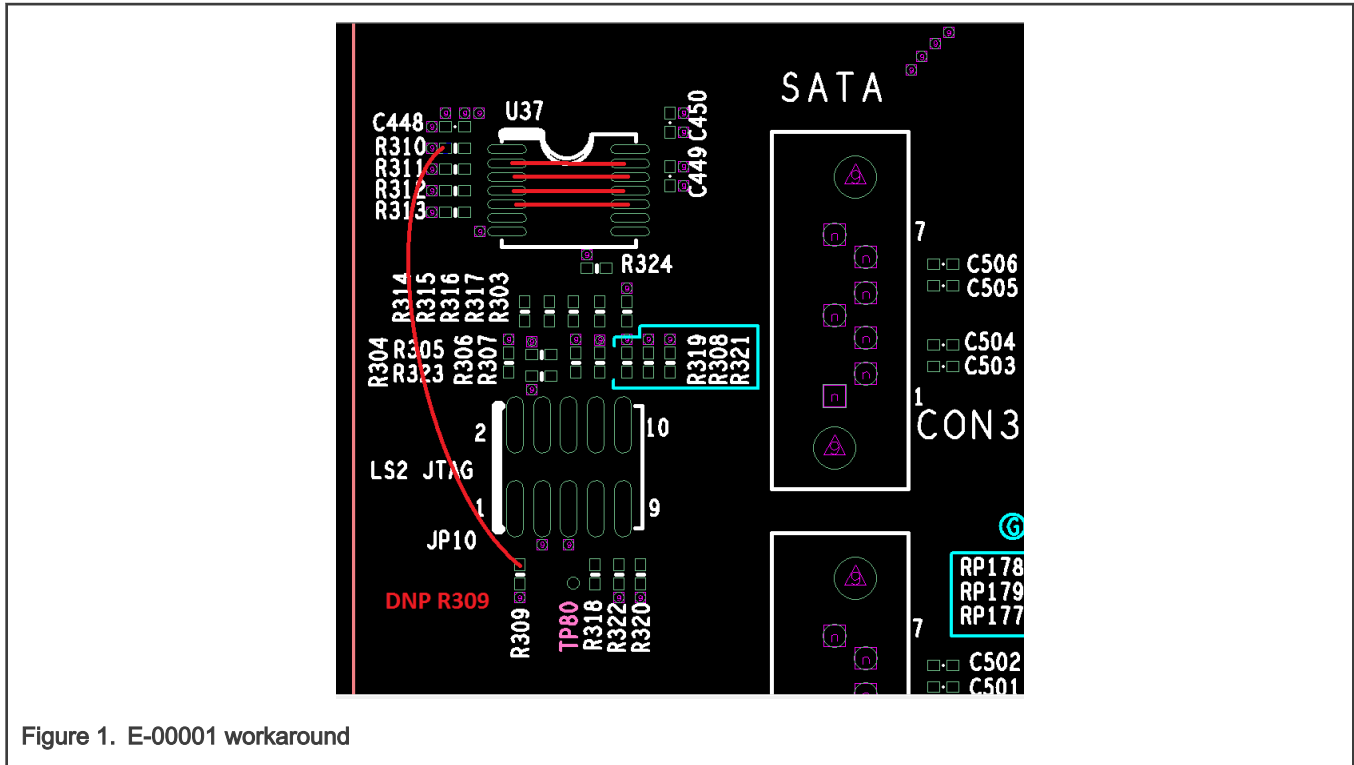 SATA
U37
C448
R310
R311
R312
R313
C450
C449
R324
7
C506
C505
R314
R315
R316
R317
R303
R304
R305
R323
R306
R307
R319
R308
R321
C504
C503
1
CON3
2
10
LS2 JTAG
1
9
JP10
G
DNP R309
R309
TP80
R318
R322
R320
RP178
RP179
RP177
7
C502
C501
Figure 1. E-00001 workaround